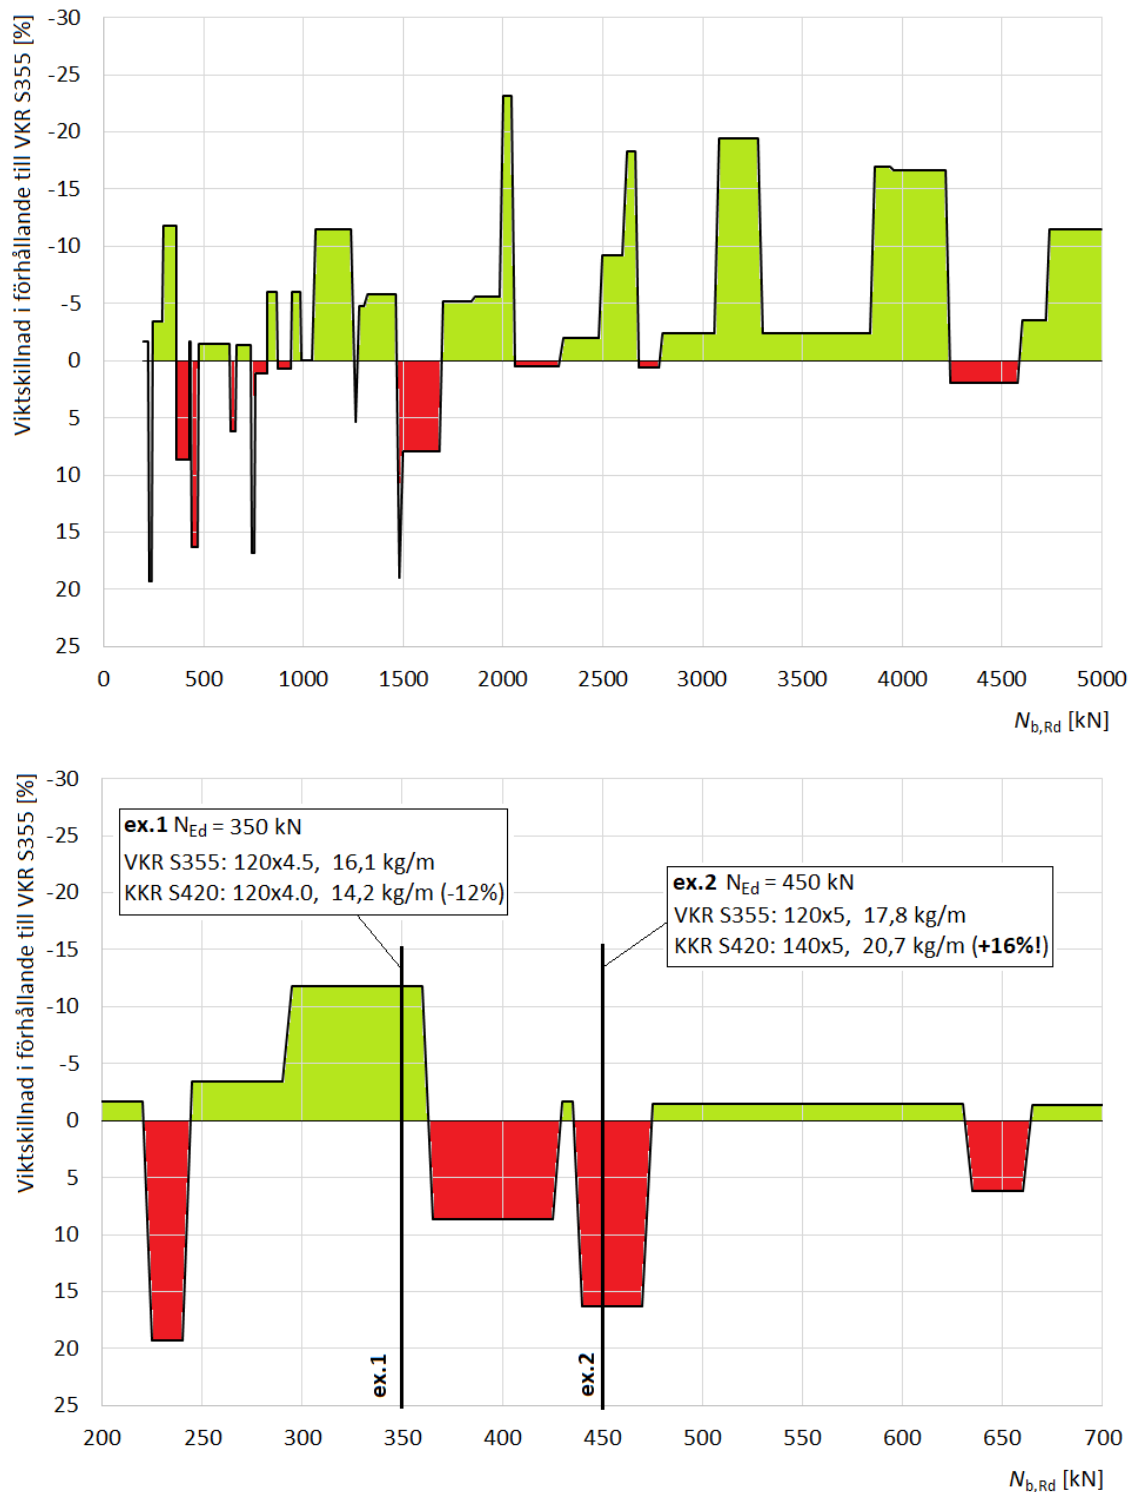 Viktskillnad i förhållande till VKR S355 [%]
-30
-25
-20
-15
-10
-5
0
5
10
15
20
25
0 500 1000 1500 2000 2500 3000 3500 4000 4500 5000
Nb,Rd [kN]
Viktskillnad i förhållande till VKR S355 [%]
-30
-25
-20
-15
-10
-5
0
5
10
15
20
25
ex.1 NEd = 350 kN
VKR S355: 120x4.5, 16,1 kg/m
KKR S420: 120x4.0, 14,2 kg/m (-12%)
ex.2 NEd = 450 kN
VKR S355: 120x5, 17,8 kg/m
KKR S420: 140x5, 20,7 kg/m (+16%!)
ex.1
ex.2
200 250 300 350 400 450 500 550 600 650 700
Nb,Rd [kN]